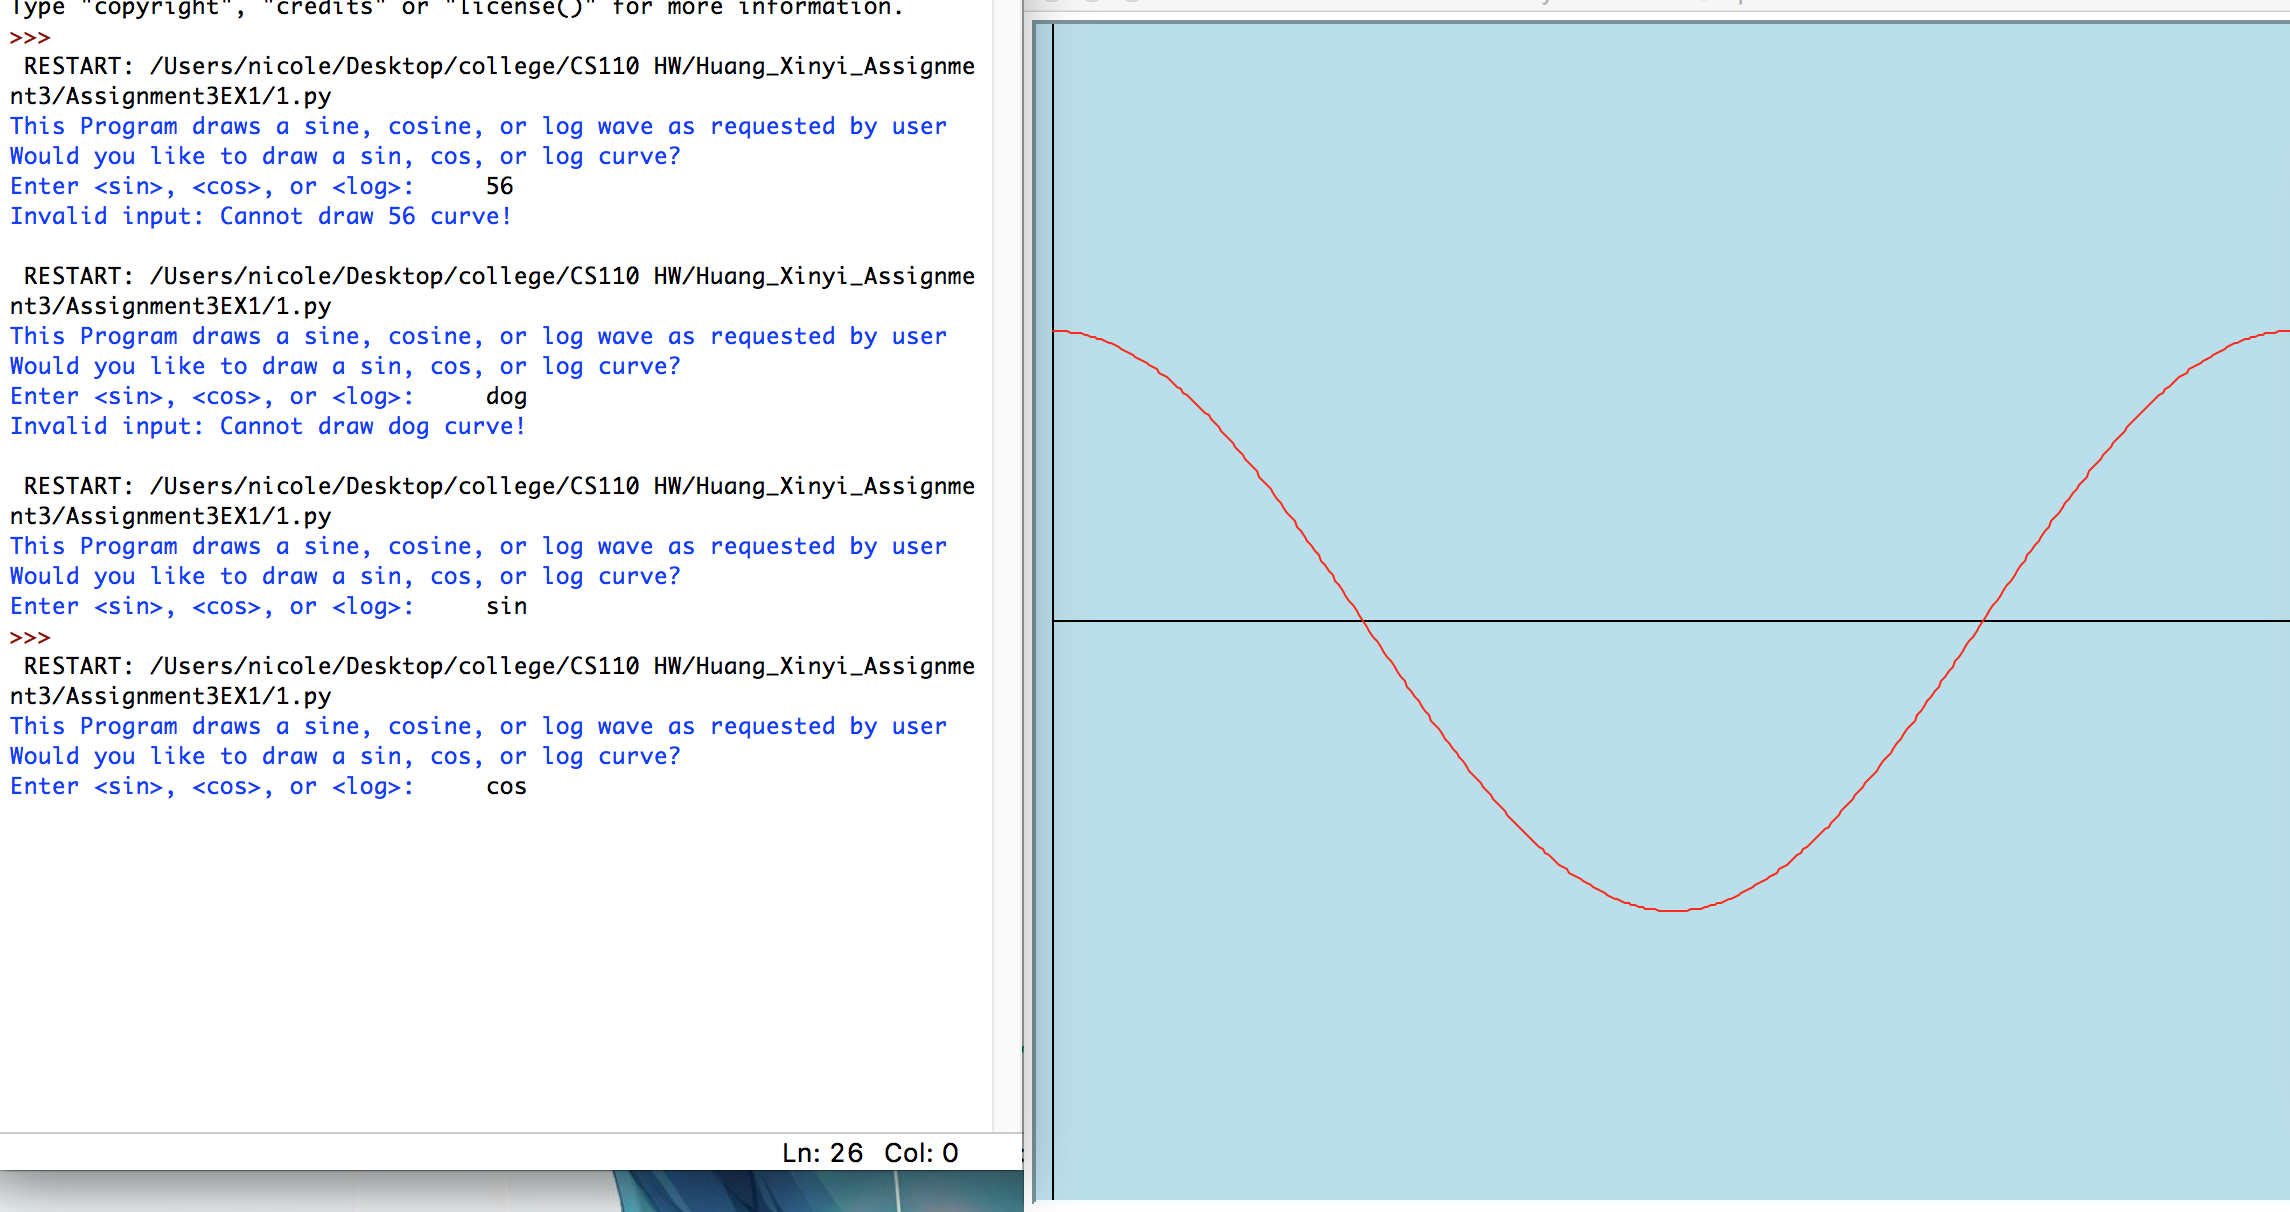 Type "copyright", "credits" or "license()" for more information.
>>>
 RESTART: /Users/nicole/Desktop/college/CS110 HW/Huang_Xinyi_Assignme
nt3/Assignment3EX1/1.py
This Program draws a sine, cosine, or log wave as requested by user
Would you like to draw a sin, cos, or log curve?
Enter <sin>, <cos>, or <log>:     56
Invalid input: Cannot draw 56 curve!
 RESTART: /Users/nicole/Desktop/college/CS110 HW/Huang_Xinyi_Assignme
nt3/Assignment3EX1/1.py
This Program draws a sine, cosine, or log wave as requested by user
Would you like to draw a sin, cos, or log curve?
Enter <sin>, <cos>, or <log>:     dog
Invalid input: Cannot draw dog curve!
 RESTART: /Users/nicole/Desktop/college/CS110 HW/Huang_Xinyi_Assignme
nt3/Assignment3EX1/1.py
This Program draws a sine, cosine, or log wave as requested by user
Would you like to draw a sin, cos, or log curve?
Enter <sin>, <cos>, or <log>:     sin
>>>
 RESTART: /Users/nicole/Desktop/college/CS110 HW/Huang_Xinyi_Assignme
nt3/Assignment3EX1/1.py
This Program draws a sine, cosine, or log wave as requested by user
Would you like to draw a sin, cos, or log curve?
Enter <sin>, <cos>, or <log>:     cos
Ln: 26 Col: 0